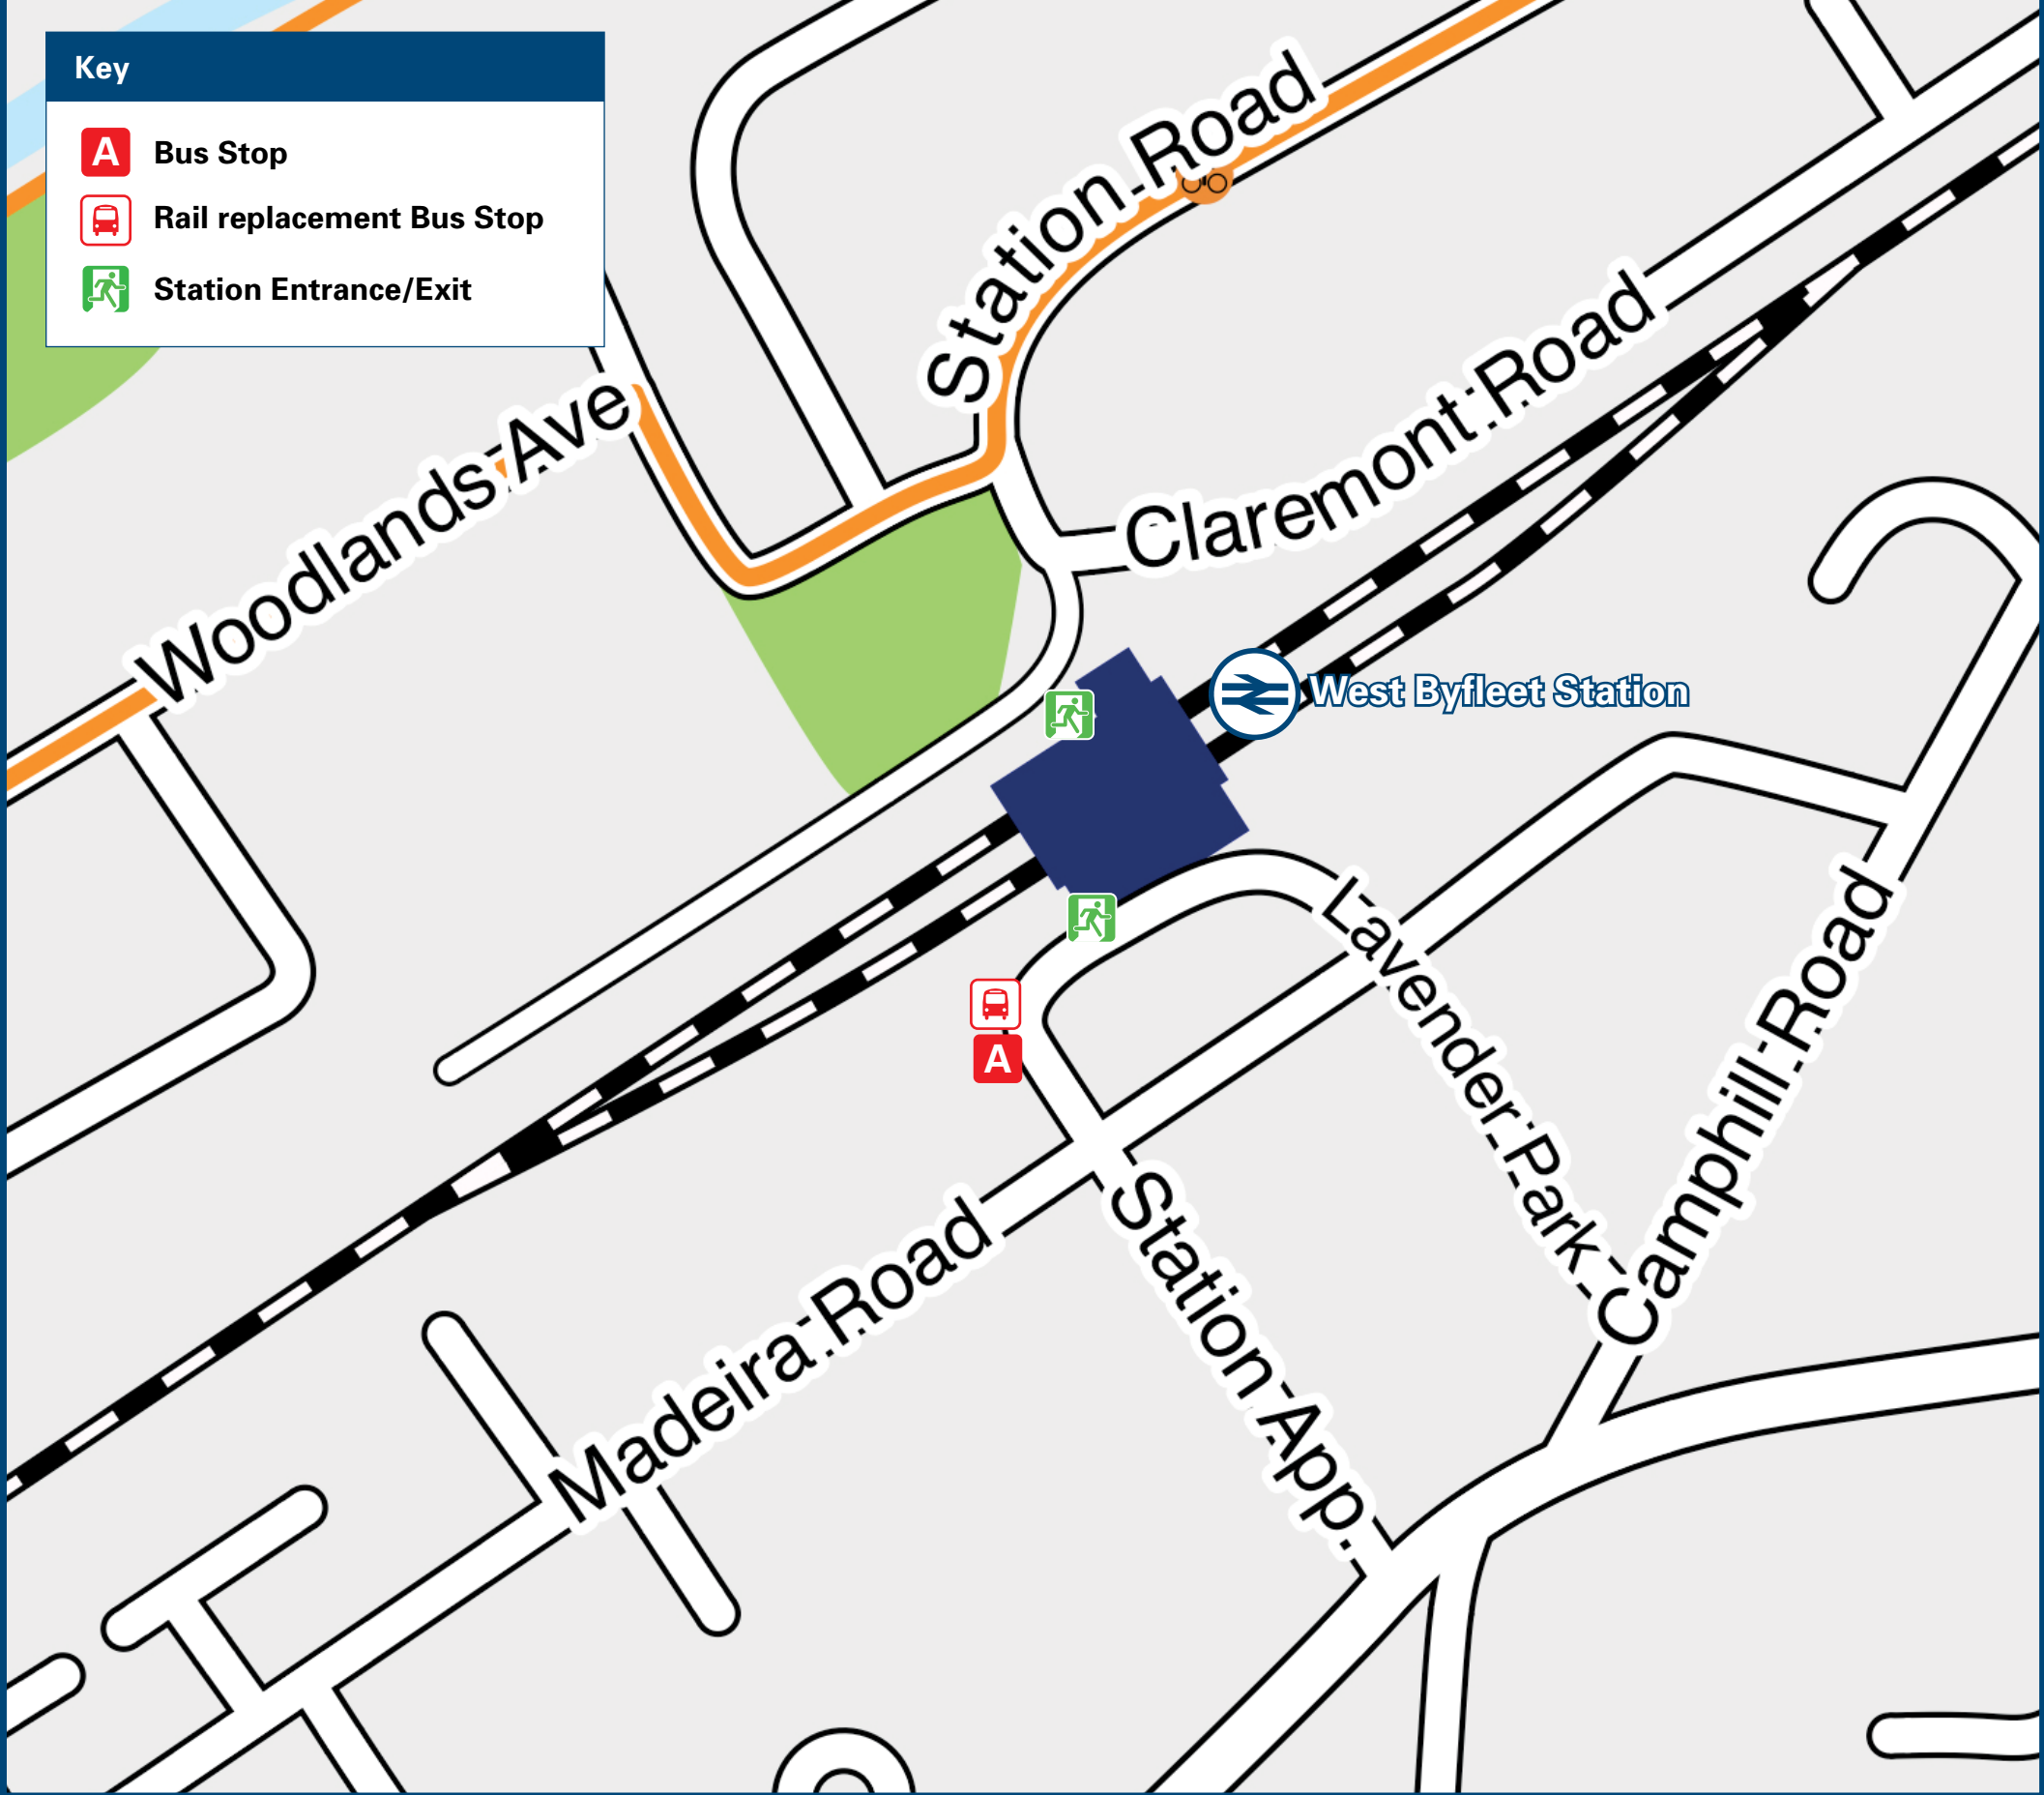 Key
A
Bus Stop
Rail replacement Bus Stop
Station Entrance/Exit
Station Road
Claremont Road
Woodlands Ave
West Byfleet Station
Lavender Park
Camphill Road
A
Station App.
Madeira Road